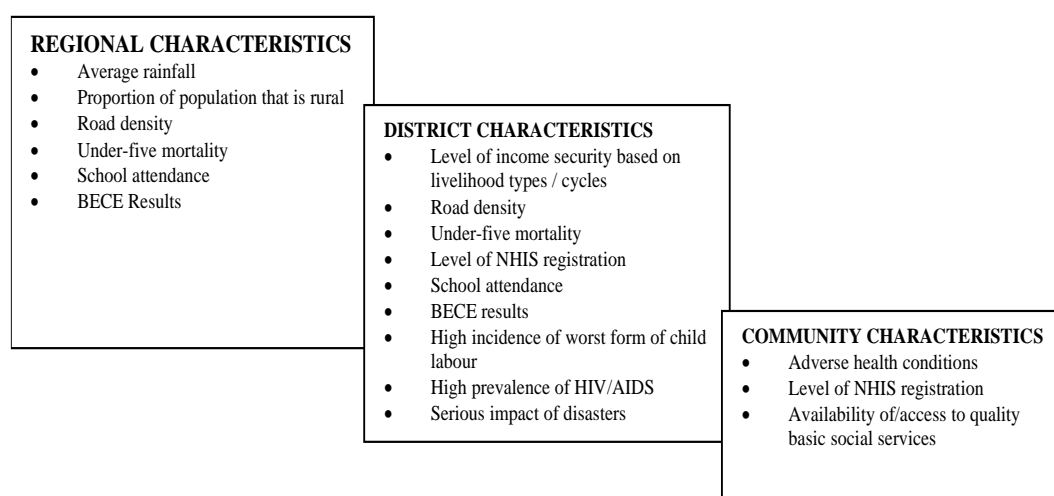 REGIONAL CHARACTERISTICS
• Average rainfall
• Proportion of population that is rural
• Road density
• Under-five mortality
• School attendance
• BECE Results
DISTRICT CHARACTERISTICS
• Level of income security based on
livelihood types / cycles
• Road density
• Under-five mortality
• Level of NHIS registration
• School attendance
• BECE results
• High incidence of worst form of child
labour
• High prevalence of HIV/AIDS
• Serious impact of disasters
COMMUNITY CHARACTERISTICS
• Adverse health conditions
• Level of NHIS registration
• Availability of/access to quality
basic social services